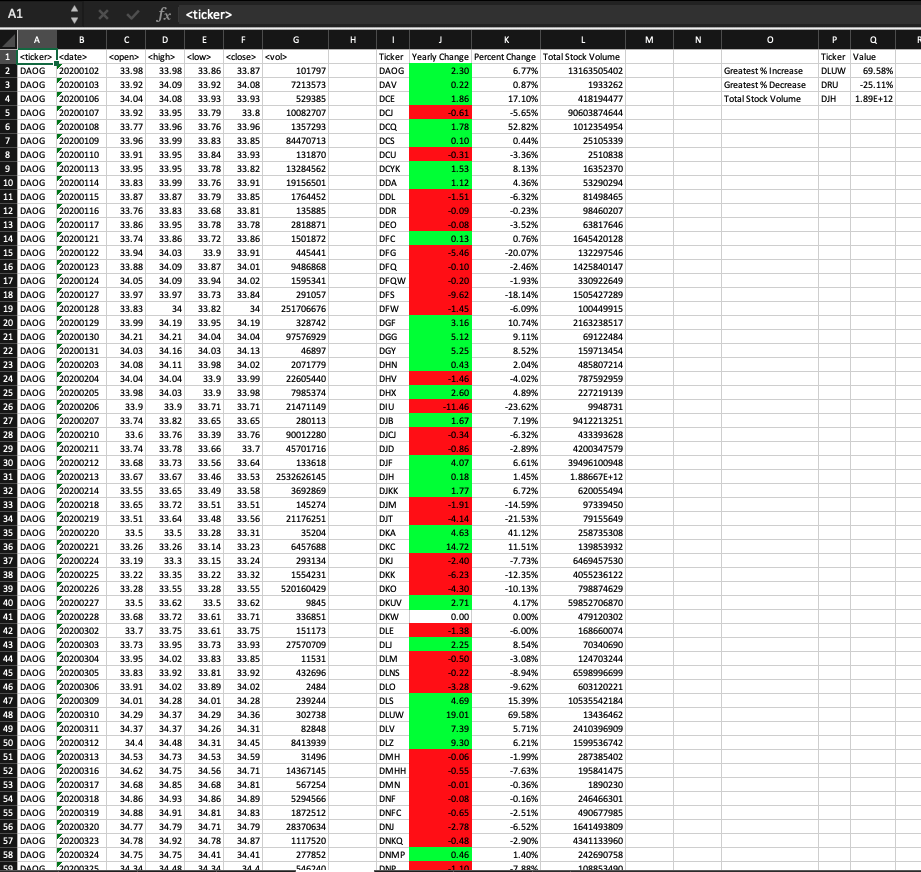 A1 fx <ticker>
A B C D E F G H I J K L M N O P Q
1 <ticker> <date> <open> <high> <low> <close> <vol> Ticker Yearly Change Percent Change Total Stock Volume Ticker Value
2 DAOG 20200102 33.98 33.98 33.86 33.87 101797 DAOG 2.30 6.77% 13163505402 Greatest % Increase DLUW 69.58%
3 DAOG 20200103 33.92 34.09 33.92 34.08 7213573 DAV 0.22 0.87% 1933262 Greatest % Decrease DRU -25.11%
4 DAOG 20200106 34.04 34.08 33.93 33.93 529385 DCE 1.86 17.10% 418194477 Total Stock Volume DJH 1.89E+12
5 DAOG 20200107 33.92 33.95 33.79 33.8 10082707 DCJ -0.61 -5.65% 90603874644
6 DAOG 20200108 33.77 33.96 33.76 33.96 1357293 DCQ 1.78 52.82% 1012354954
7 DAOG 20200109 33.96 33.99 33.83 33.85 84470713 DCS 0.10 0.44% 25105339
8 DAOG 20200110 33.91 33.95 33.84 33.93 131870 DCU -0.31 -3.36% 2510838
9 DAOG 20200113 33.95 33.95 33.78 33.82 13284562 DCYK 1.53 8.13% 16352370
10 DAOG 20200114 33.83 33.99 33.76 33.91 19156501 DDA 1.12 4.36% 53290294
11 DAOG 20200115 33.87 33.87 33.79 33.85 1764452 DDL -1.51 -6.32% 81498465
12 DAOG 20200116 33.76 33.83 33.68 33.81 135885 DDR -0.09 -0.23% 98460207
13 DAOG 20200117 33.86 33.95 33.78 33.78 2818871 DEO -0.08 -3.52% 63817646
14 DAOG 20200121 33.74 33.86 33.72 33.86 1501872 DFC 0.13 0.76% 1645420128
15 DAOG 20200122 33.94 34.03 33.9 33.91 445441 DFG -5.46 -20.07% 132297546
16 DAOG 20200123 33.88 34.09 33.87 34.01 9486868 DFQ -0.10 -2.46% 1425840147
17 DAOG 20200124 34.05 34.09 33.94 34.02 1595341 DFQW -0.20 -1.93% 330922649
18 DAOG 20200127 33.97 33.97 33.73 33.84 291057 DFS -9.62 -18.14% 1505427289
19 DAOG 20200128 33.83 34 33.82 34 251706676 DFW -1.45 -6.09% 100449915
20 DAOG 20200129 33.99 34.19 33.95 34.19 328742 DGF 3.16 10.74% 2163238517
21 DAOG 20200130 34.21 34.21 34.04 34.04 97576929 DGG 5.12 9.11% 69122484
22 DAOG 20200131 34.03 34.16 34.03 34.13 46897 DGY 5.25 8.52% 159713454
23 DAOG 20200203 34.08 34.11 33.98 34.02 2071779 DHN 0.43 2.04% 485807214
24 DAOG 20200204 34.04 34.04 33.9 33.99 22605440 DHV -1.46 -4.02% 787592959
25 DAOG 20200205 33.98 34.03 33.9 33.98 7985374 DHX 2.60 4.89% 227219139
26 DAOG 20200206 33.9 33.9 33.71 33.71 21471149 DIU -11.46 -23.62% 9948731
27 DAOG 20200207 33.74 33.82 33.65 33.65 280113 DJB 1.67 7.19% 9412213251
28 DAOG 20200210 33.6 33.76 33.39 33.76 90012280 DJCJ -0.34 -6.32% 433393628
29 DAOG 20200211 33.74 33.78 33.66 33.7 45701716 DJD -0.86 -2.89% 4200347579
30 DAOG 20200212 33.68 33.73 33.56 33.64 133618 DJF 4.07 6.61% 39496100948
31 DAOG 20200213 33.67 33.67 33.46 33.53 2532626145 DJH 0.18 1.45% 1.88667E+12
32 DAOG 20200214 33.55 33.65 33.49 33.58 3692869 DJKK 1.77 6.72% 620055494
33 DAOG 20200218 33.65 33.72 33.51 33.51 145274 DJM -1.91 -14.59% 97339450
34 DAOG 20200219 33.51 33.64 33.48 33.56 21176251 DJT -4.14 -21.53% 79155649
35 DAOG 20200220 33.5 33.5 33.28 33.31 35204 DKA 4.63 41.12% 258735308
36 DAOG 20200221 33.26 33.26 33.14 33.23 6457688 DKC 14.72 11.51% 139853932
37 DAOG 20200224 33.19 33.3 33.15 33.24 293134 DKJ -2.40 -7.73% 6469457530
38 DAOG 20200225 33.22 33.35 33.22 33.32 1554231 DKK -6.23 -12.35% 4055236122
39 DAOG 20200226 33.28 33.55 33.28 33.55 520160429 DKO -4.30 -10.13% 798874629
40 DAOG 20200227 33.5 33.62 33.5 33.62 9845 DKUV 2.71 4.17% 59852706870
41 DAOG 20200228 33.68 33.72 33.61 33.71 336851 DKW 0.00 0.00% 479120302
42 DAOG 20200302 33.7 33.75 33.61 33.75 151173 DLE -1.38 -6.00% 168660074
43 DAOG 20200303 33.73 33.95 33.73 33.93 27570709 DLJ 2.25 8.54% 70340690
44 DAOG 20200304 33.95 34.02 33.83 33.85 11531 DLM -0.50 -3.08% 124703244
45 DAOG 20200305 33.83 33.92 33.81 33.92 432696 DLNS -0.22 -8.94% 6598996699
46 DAOG 20200306 33.91 34.02 33.89 34.02 2484 DLO -3.28 -9.62% 603120221
47 DAOG 20200309 34.01 34.28 34.01 34.28 239244 DLS 4.69 15.39% 10535542184
48 DAOG 20200310 34.29 34.37 34.29 34.36 302738 DLUW 19.01 69.58% 13436462
49 DAOG 20200311 34.37 34.37 34.26 34.31 82848 DLV 7.39 5.71% 2410396909
50 DAOG 20200312 34.4 34.48 34.31 34.45 8413939 DLZ 9.30 6.21% 1599536742
51 DAOG 20200313 34.53 34.73 34.53 34.59 31496 DMH -0.06 -1.99% 287385402
52 DAOG 20200316 34.62 34.75 34.56 34.71 14367145 DMHH -0.55 -7.63% 195841475
53 DAOG 20200317 34.68 34.85 34.68 34.81 567254 DMN -0.01 -0.36% 1890230
54 DAOG 20200318 34.86 34.93 34.86 34.89 5294566 DNF -0.08 -0.16% 246466301
55 DAOG 20200319 34.88 34.91 34.81 34.83 1872512 DNFC -0.65 -2.51% 490677985
56 DAOG 20200320 34.77 34.79 34.71 34.79 28370634 DNJ -2.78 -6.52% 1641493809
57 DAOG 20200323 34.78 34.92 34.78 34.87 1117520 DNKQ -0.48 -2.90% 4341133960
58 DAOG 20200324 34.75 34.75 34.41 34.41 277852 DNMP 0.46 1.40% 242690758
59 DAOG 20200325 34.34 34.48 34.34 34.4 546240 DNP -1.10 -7.88% 108853490